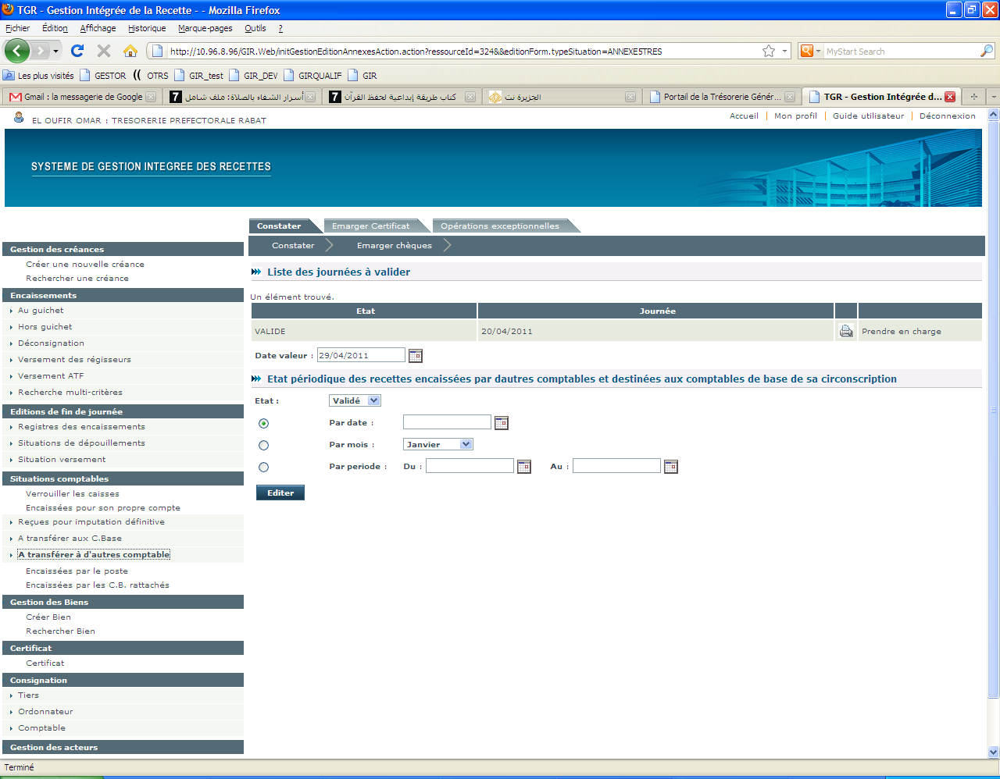 TGR - Gestion Intégrée de la Recette - - Mozilla Firefox
Fichier Édition Affichage Historique Marque-pages Outils ?
http://10.96.8.96/GIR.Web/initGestionEditionAnnexesAction.action?ressourceId=324&&editionForm.typeSituation=ANNEXE5TRES
MyStart Search
Les plus visités GESTOR OTRS GIR_test GIR_DEV GIRQUALIF GIR
Gmail : la messagerie de Google
أسرار الشفاء بالصلاة: ملف شامل
كتاب طريقة إبداعية لحفظ القرآن
الجزيرة نت
Portail de la Trésorerie Génér...
TGR - Gestion Intégrée d...
EL OUFIR OMAR : TRESORERIE PREFECTORALE RABAT
Accueil | Mon profil | Guide utilisateur | Déconnexion
SYSTEME DE GESTION INTEGREE DES RECETTES
Constater Emarger Certificat Opérations exceptionnelles
Constater Emarger chèques
Gestion des créances
Créer une nouvelle créance
Rechercher une créance
Encaissements
Au guichet
Hors guichet
Déconsignation
Versement des régisseurs
Versement ATF
Recherche multi-critères
Editions de fin de journée
Registres des encaissements
Situations de dépouillements
Situation versement
Situations comptables
Verrouiller les caisses
Encaissées pour son propre compte
Reçues pour imputation définitive
A transférer aux C.Base
A transférer à d'autres comptable
Encaissées par le poste
Encaissées par les C.B. rattachés
Gestion des Biens
Créer Bien
Rechercher Bien
Certificat
Certificat
Consignation
Tiers
Ordonnateur
Comptable
Gestion des acteurs
Liste des journées à valider
Un élément trouvé.
Etat Journée
VALIDE 20/04/2011 Prendre en charge
Date valeur : 29/04/2011
Etat périodique des recettes encaissées par dautres comptables et destinées aux comptables de base de sa circonscription
Etat : Validé
Par date :
Par mois : Janvier
Par periode : Du : Au :
Editer
Terminé